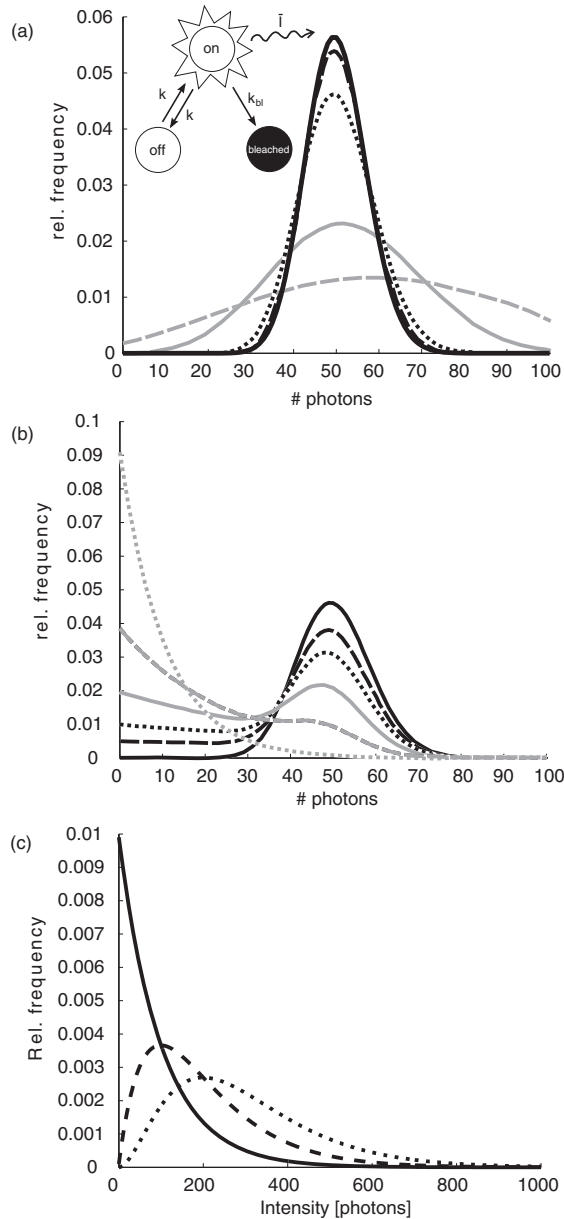 (a)
rel. frequency
0.06
0.05
0.04
0.03
0.02
0.01
0
on
Ī
k
k
k_bl
off
bleached
0 10 20 30 40 50 60 70 80 90 100
# photons
(b)
rel. frequency
0.1
0.09
0.08
0.07
0.06
0.05
0.04
0.03
0.02
0.01
0
0 10 20 30 40 50 60 70 80 90 100
# photons
(c)
Rel. frequency
0.01
0.009
0.008
0.007
0.006
0.005
0.004
0.003
0.002
0.001
0
0 200 400 600 800 1000
Intensity [photons]